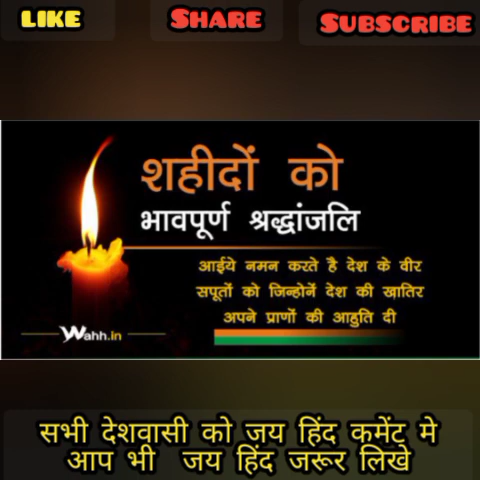 LIKE SHARE SUBSCRIBE
शहीदों को
भावपूर्ण श्रद्धांजलि
आईये नमन करते है देश के वीर
सपूतों को जिन्होनें देश की खातिर
अपने प्राणों की आहुति दी
Wahh.in
सभी देशवासी को जय हिंद कमेंट मे
आप भी जय हिंद जरूर लिखे